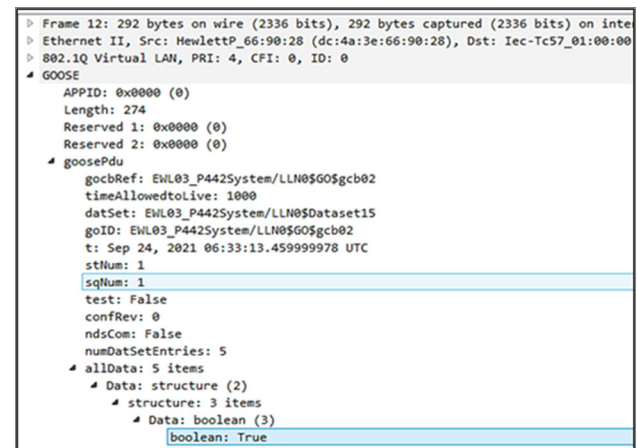 Frame 12: 292 bytes on wire (2336 bits), 292 bytes captured (2336 bits) on inte
Ethernet II, Src: HewlettP_66:90:28 (dc:4a:3e:66:90:28), Dst: Iec-Tc57_01:00:00
802.1Q Virtual LAN, PRI: 4, CFI: 0, ID: 0
GOOSE
APPID: 0x0000 (0)
Length: 274
Reserved 1: 0x0000 (0)
Reserved 2: 0x0000 (0)
goosePdu
gocbRef: EWL03_P442System/LLN0$GO$gcb02
timeAllowedtoLive: 1000
datSet: EWL03_P442System/LLN0$Dataset15
goID: EWL03_P442System/LLN0$GO$gcb02
t: Sep 24, 2021 06:33:13.459999978 UTC
stNum: 1
sqNum: 1
test: False
confRev: 0
ndsCom: False
numDatSetEntries: 5
allData: 5 items
Data: structure (2)
structure: 3 items
Data: boolean (3)
boolean: True